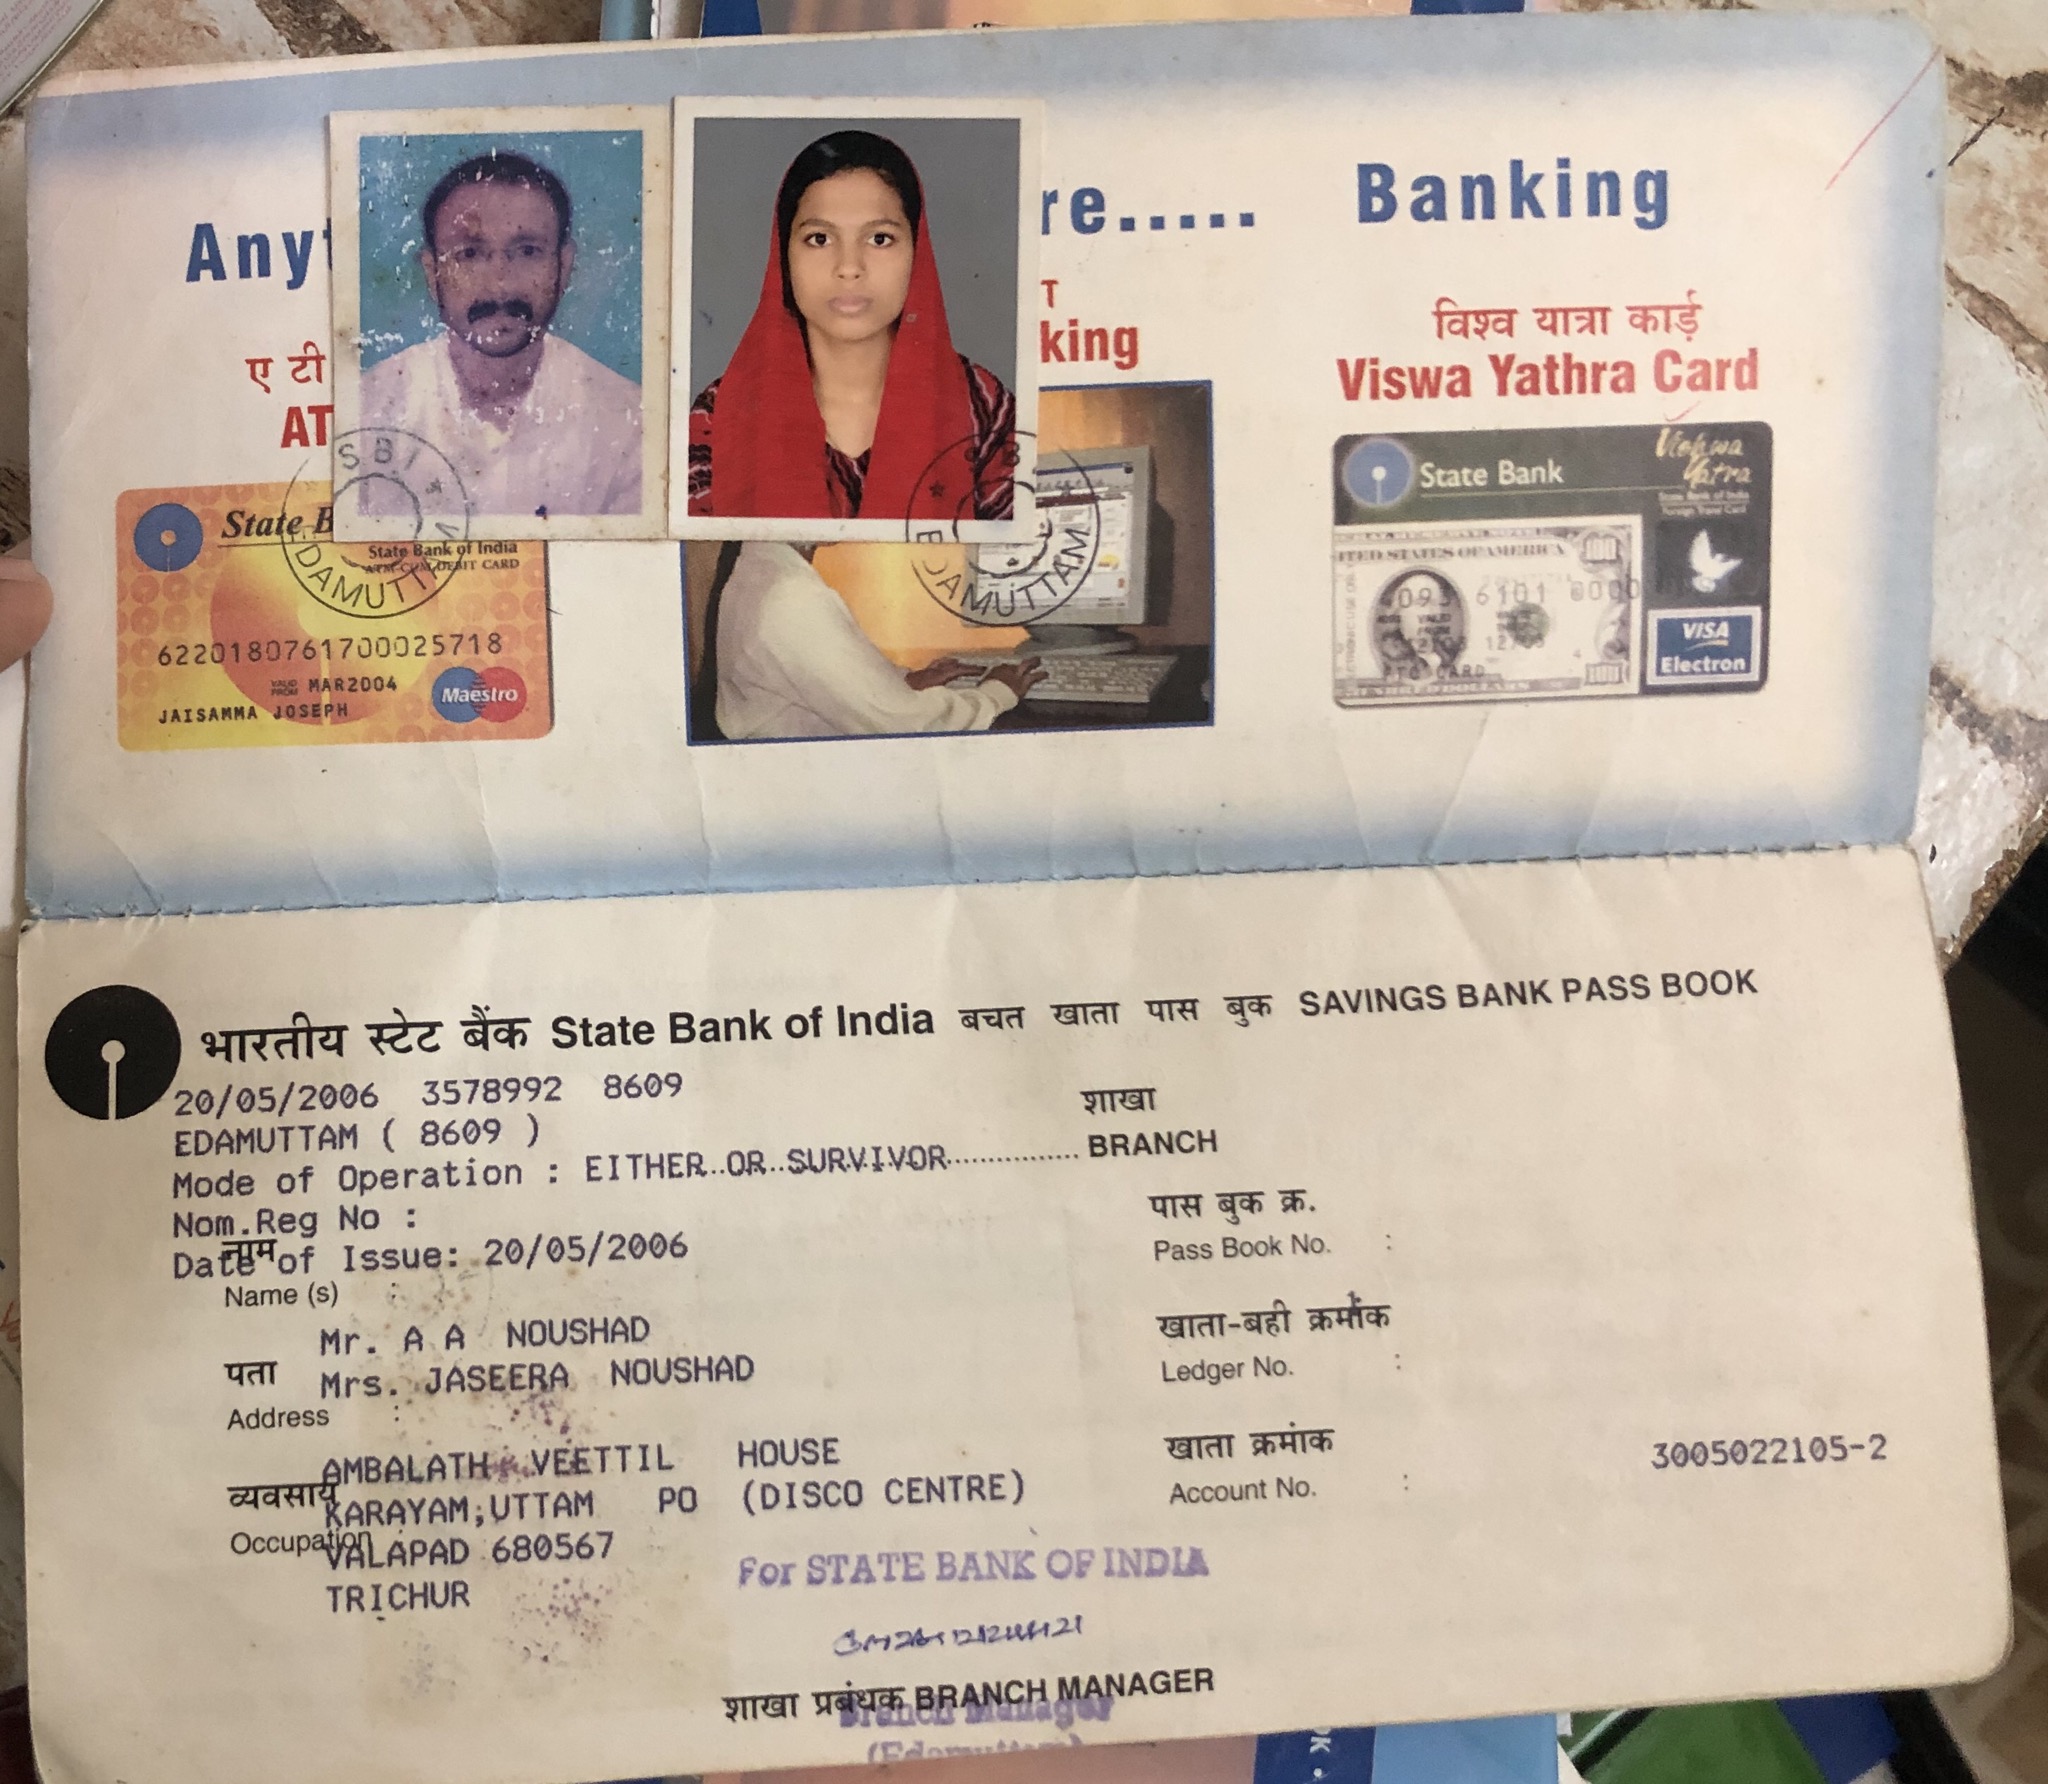 Anyt re..... Banking
ए टी
AT
T
king
विश्व यात्रा कार्ड
Viswa Yathra Card
State B
State Bank of India
ATM-CUM-DEBIT CARD
6220180761700025718
VALID FROM MAR2004
JAISAMMA JOSEPH
Maestro
SBI
EDAMUTTAM
EDAMUTTAM
State Bank
Vishwa
Yatra
State Bank of India
Foreign Travel Card
UNITED STATES OF AMERICA
VISA
Electron
भारतीय स्टेट बैंक State Bank of India बचत खाता पास बुक SAVINGS BANK PASS BOOK
20/05/2006 3578992 8609
शाखा
EDAMUTTAM ( 8609 )
BRANCH
Mode of Operation : EITHER OR SURVIVOR
Nom.Reg No :
पास बुक क्र.
नाम
Date of Issue: 20/05/2006
Pass Book No. :
Name (s) :
Mr. A A NOUSHAD
खाता-बही क्रमांक
पता
Mrs. JASEERA NOUSHAD
Ledger No. :
Address :
AMBALATH VEETTIL HOUSE
खाता क्रमांक
3005022105-2
व्यवसाय
KARAYAM;UTTAM PO (DISCO CENTRE)
Account No. :
Occupation :
VALAPAD 680567
TRICHUR
For STATE BANK OF INDIA
शाखा प्रबंधक BRANCH MANAGER
Branch Manager
(Edamuttam)